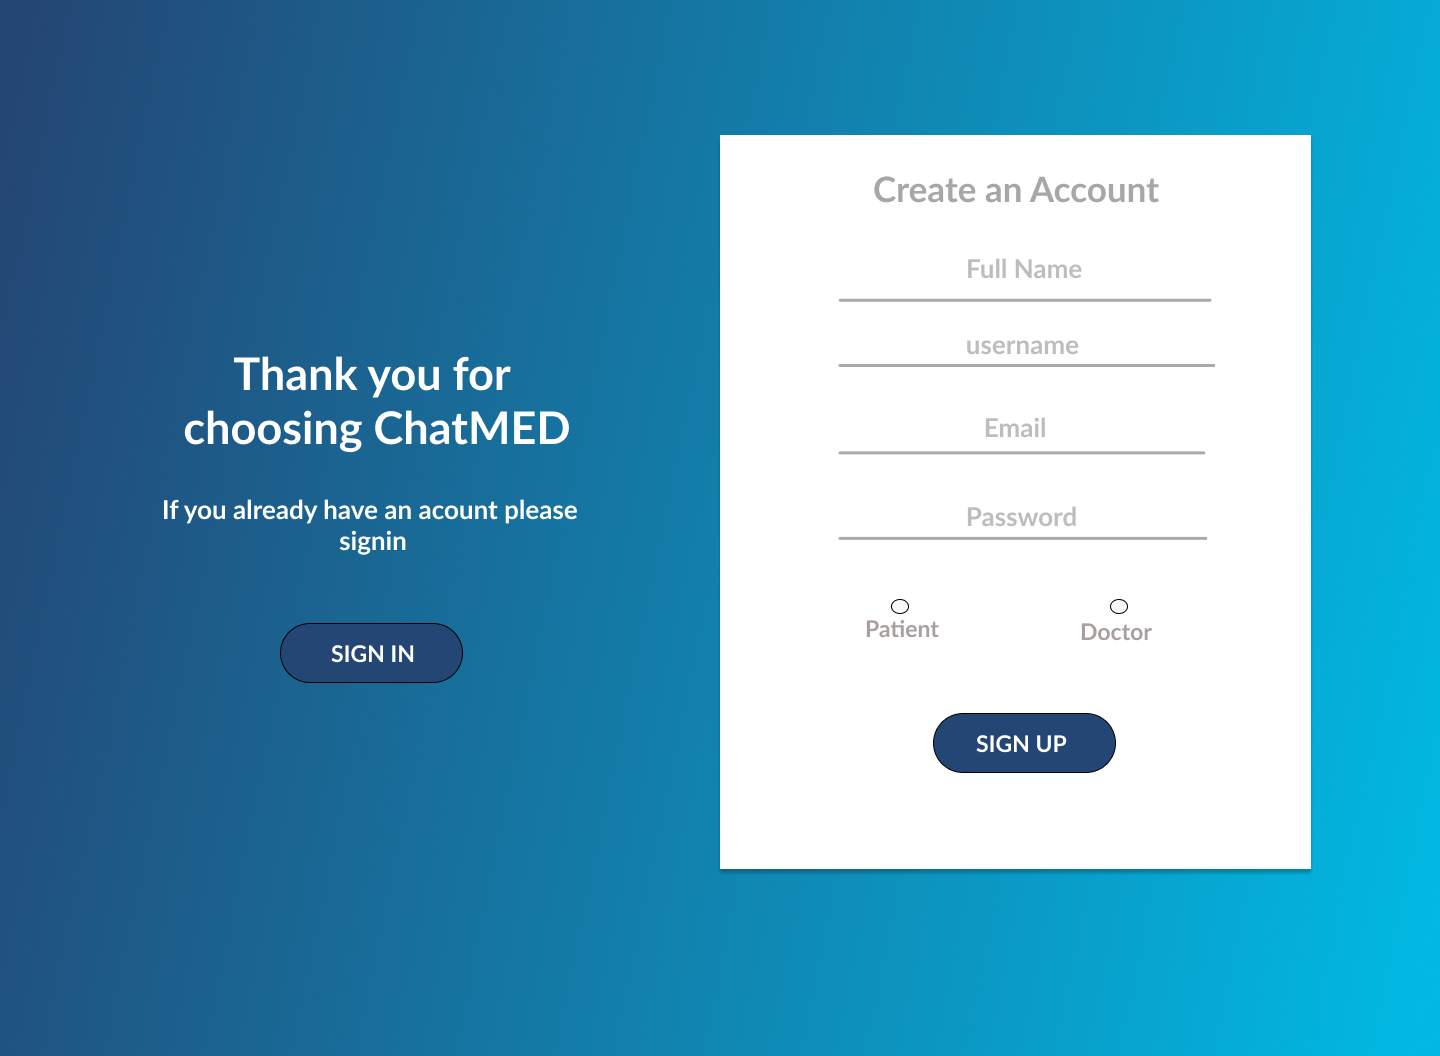 Thank you for
choosing ChatMED
If you already have an acount please
signin
SIGN IN
Create an Account
Full Name
username
Email
Password
Patient
Doctor
SIGN UP